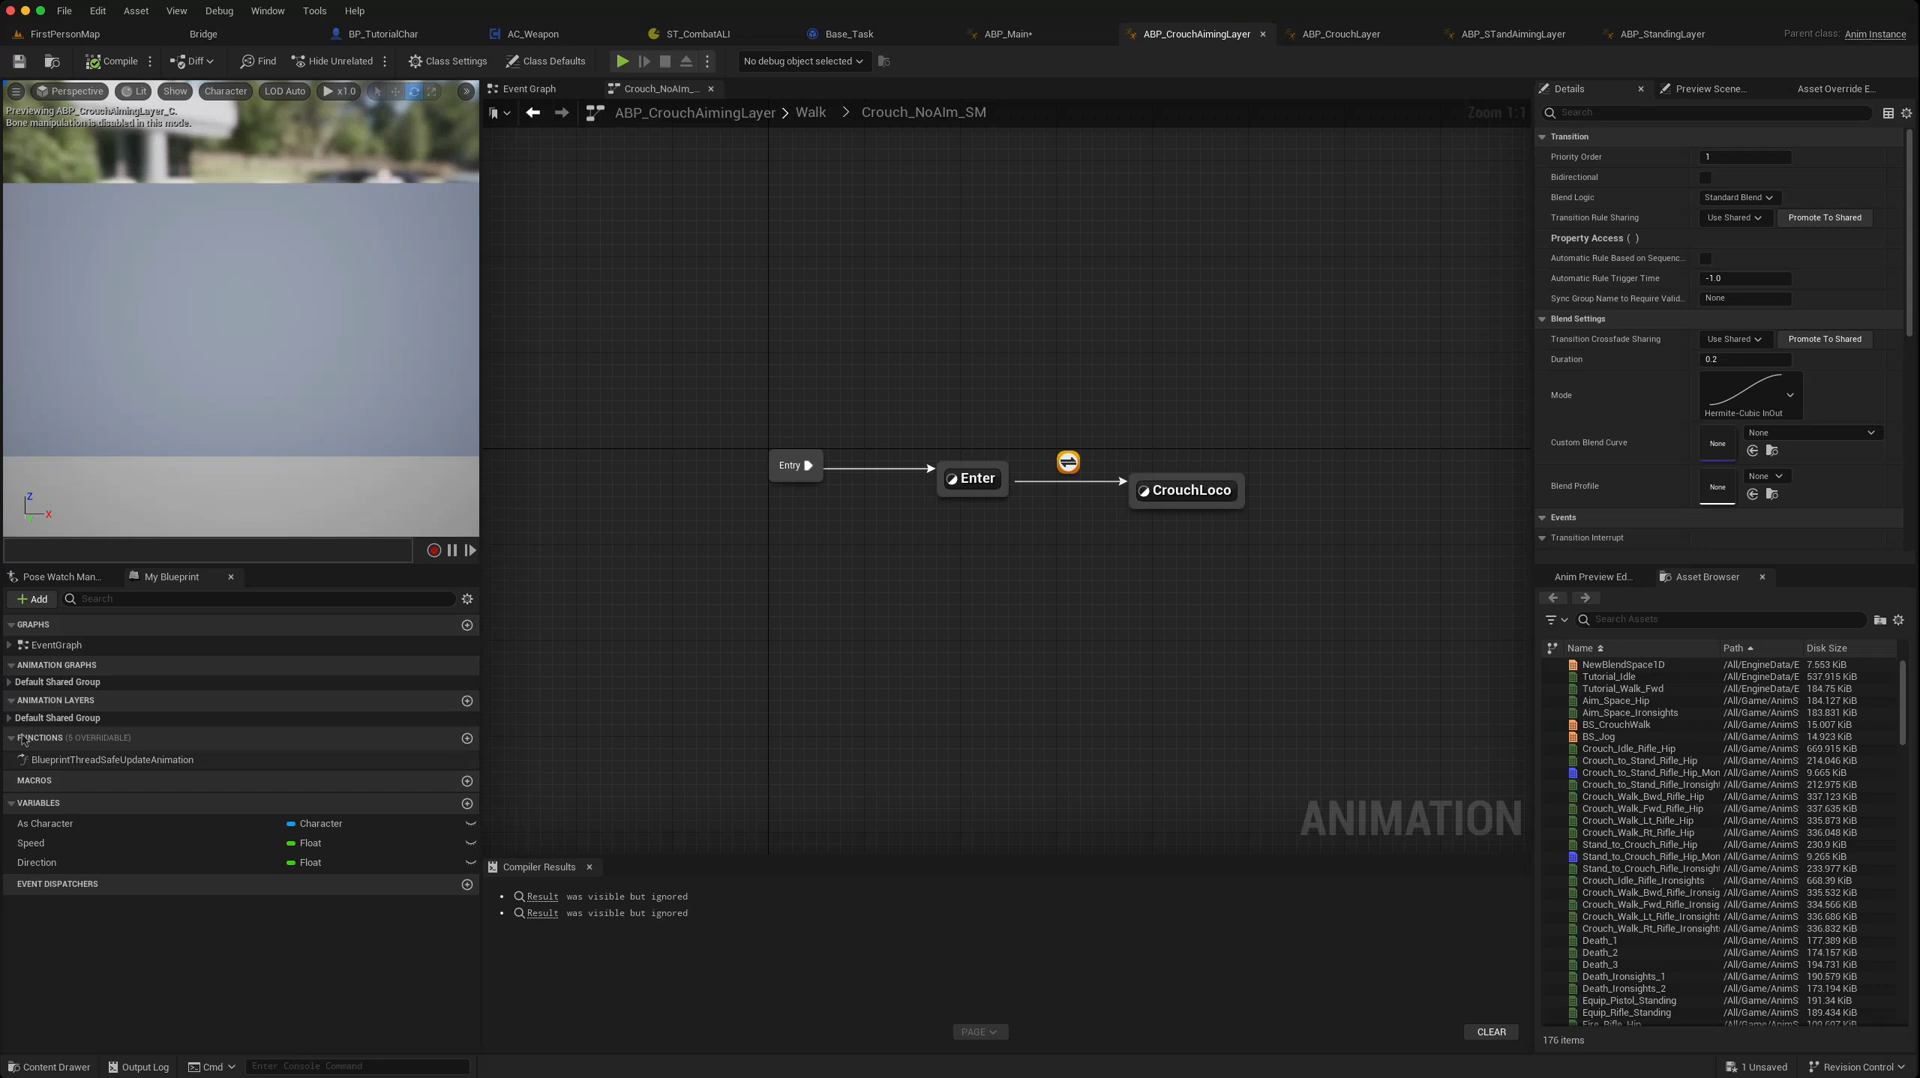 File Edit Asset View Debug Window Tools Help
FirstPersonMap Bridge BP_TutorialChar AC_Weapon ST_CombatALI Base_Task ABP_Main* ABP_CrouchAimingLayer ABP_CrouchLayer ABP_STandAimingLayer ABP_StandingLayer Parent class: Anim Instance
Compile Diff Find Hide Unrelated Class Settings Class Defaults No debug object selected
Perspective Lit Show Character LOD Auto x1.0
Previewing ABP_CrouchAimingLayer_C.
Bone manipulation is disabled in this mode.
Z
X
Pose Watch Man... My Blueprint
Add Search
GRAPHS
EventGraph
ANIMATION GRAPHS
Default Shared Group
ANIMATION LAYERS
Default Shared Group
FUNCTIONS (5 OVERRIDABLE)
BlueprintThreadSafeUpdateAnimation
MACROS
VARIABLES
As Character Character
Speed Float
Direction Float
EVENT DISPATCHERS
Event Graph Crouch_NoAIm_...
ABP_CrouchAimingLayer > Walk > Crouch_NoAIm_SM Zoom 1:1
Entry
Enter
CrouchLoco
ANIMATION
Compiler Results
Result was visible but ignored
Result was visible but ignored
PAGE
CLEAR
Details Preview Scene... Asset Override E...
Search
Transition
Priority Order 1
Bidirectional
Blend Logic Standard Blend
Transition Rule Sharing Use Shared Promote To Shared
Property Access ( )
Automatic Rule Based on Sequenc...
Automatic Rule Trigger Time -1.0
Sync Group Name to Require Valid... None
Blend Settings
Transition Crossfade Sharing Use Shared Promote To Shared
Duration 0.2
Mode Hermite-Cubic InOut
Custom Blend Curve None None
Blend Profile None None
Events
Transition Interrupt
Anim Preview Ed... Asset Browser
Search Assets
Name Path Disk Size
NewBlendSpace1D /All/EngineData/E 7.553 KiB
Tutorial_Idle /All/EngineData/E 537.915 KiB
Tutorial_Walk_Fwd /All/EngineData/E 184.75 KiB
Aim_Space_Hip /All/Game/AnimS 184.127 KiB
Aim_Space_Ironsights /All/Game/AnimS 183.831 KiB
BS_CrouchWalk /All/Game/AnimS 15.007 KiB
BS_Jog /All/Game/AnimS 14.923 KiB
Crouch_Idle_Rifle_Hip /All/Game/AnimS 669.915 KiB
Crouch_to_Stand_Rifle_Hip /All/Game/AnimS 214.046 KiB
Crouch_to_Stand_Rifle_Hip_Mon /All/Game/AnimS 9.665 KiB
Crouch_to_Stand_Rifle_Ironsight /All/Game/AnimS 212.975 KiB
Crouch_Walk_Bwd_Rifle_Hip /All/Game/AnimS 337.123 KiB
Crouch_Walk_Fwd_Rifle_Hip /All/Game/AnimS 337.635 KiB
Crouch_Walk_Lt_Rifle_Hip /All/Game/AnimS 335.873 KiB
Crouch_Walk_Rt_Rifle_Hip /All/Game/AnimS 336.048 KiB
Stand_to_Crouch_Rifle_Hip /All/Game/AnimS 230.9 KiB
Stand_to_Crouch_Rifle_Hip_Mon /All/Game/AnimS 9.265 KiB
Stand_to_Crouch_Rifle_Ironsight /All/Game/AnimS 233.977 KiB
Crouch_Idle_Rifle_Ironsights /All/Game/AnimS 668.39 KiB
Crouch_Walk_Bwd_Rifle_Ironsig /All/Game/AnimS 335.532 KiB
Crouch_Walk_Fwd_Rifle_Ironsig /All/Game/AnimS 334.566 KiB
Crouch_Walk_Lt_Rifle_Ironsights /All/Game/AnimS 336.686 KiB
Crouch_Walk_Rt_Rifle_Ironsights /All/Game/AnimS 336.832 KiB
Death_1 /All/Game/AnimS 177.389 KiB
Death_2 /All/Game/AnimS 174.157 KiB
Death_3 /All/Game/AnimS 194.731 KiB
Death_Ironsights_1 /All/Game/AnimS 190.579 KiB
Death_Ironsights_2 /All/Game/AnimS 173.194 KiB
Equip_Pistol_Standing /All/Game/AnimS 191.34 KiB
Equip_Rifle_Standing /All/Game/AnimS 189.434 KiB
176 items
Content Drawer Output Log Cmd Enter Console Command 1 Unsaved Revision Control